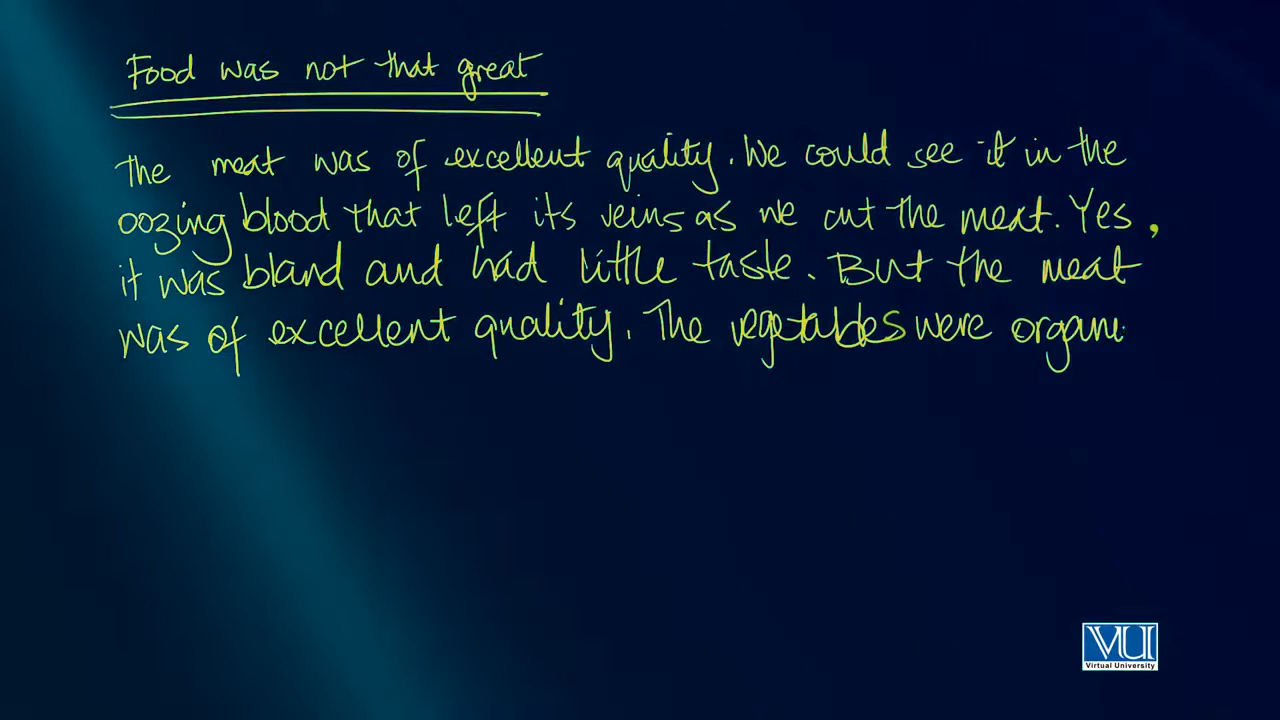 Food was not that great
The meat was of excellent quality. We could see it in the
oozing blood that left its veins as we cut the meat. Yes,
it was bland and had little taste. But the meat
was of excellent quality. The vegetables were organi
VU
Virtual University